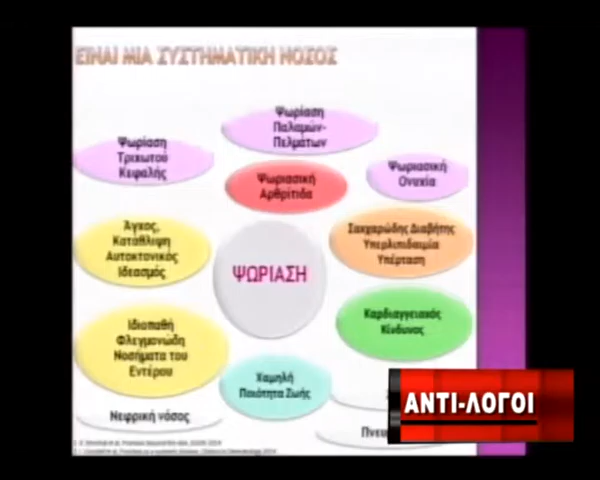 ΕΙΝΑΙ ΜΙΑ ΣΥΣΤΗΜΑΤΙΚΗ ΝΟΣΟΣ
Ψωρίαση
Παλαμών-
Πελμάτων
Ψωρίαση
Τριχωτού
Κεφαλής
Ψωριασική
Αρθρίτιδα
Ψωριασική
Ονυχία
Άγχος,
Κατάθλιψη
Αυτοκτονικός
Ιδεασμός
Σακχαρώδης Διαβήτης
Υπερλιπιδαιμία
Υπέρταση
ΨΩΡΙΑΣΗ
Ιδιοπαθή
Φλεγμονώδη
Νοσήματα του
Εντέρου
Καρδιαγγειακός
Κίνδυνος
Χαμηλή
Ποιότητα Ζωής
Νεφρική νόσος
ΑΝΤΙ-ΛΟΓΟΙ